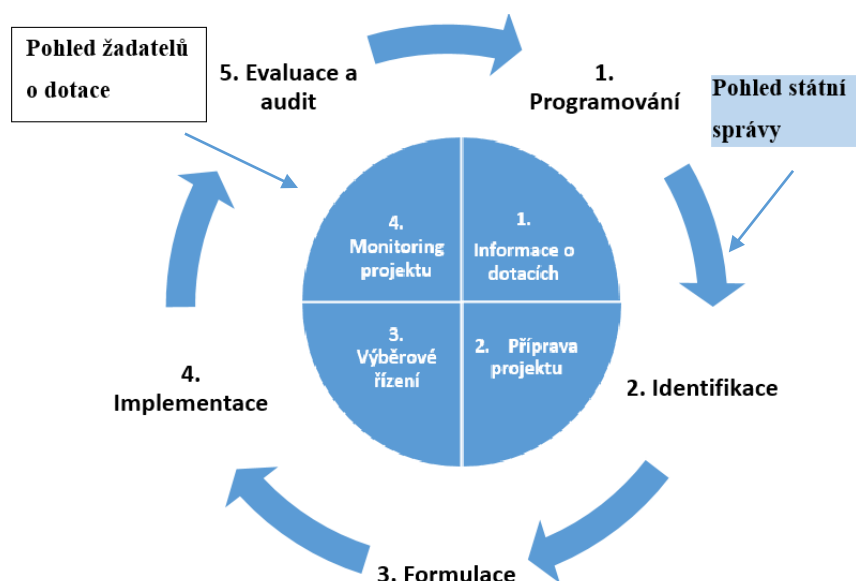 Pohled žadatelů
o dotace
5. Evaluace a
audit
1.
Programování
Pohled státní
správy
4.
Monitoring
projektu
1.
Informace o
dotacích
3.
Výběrové
řízení
2. Příprava
projektu
4.
Implementace
2. Identifikace
3. Formulace